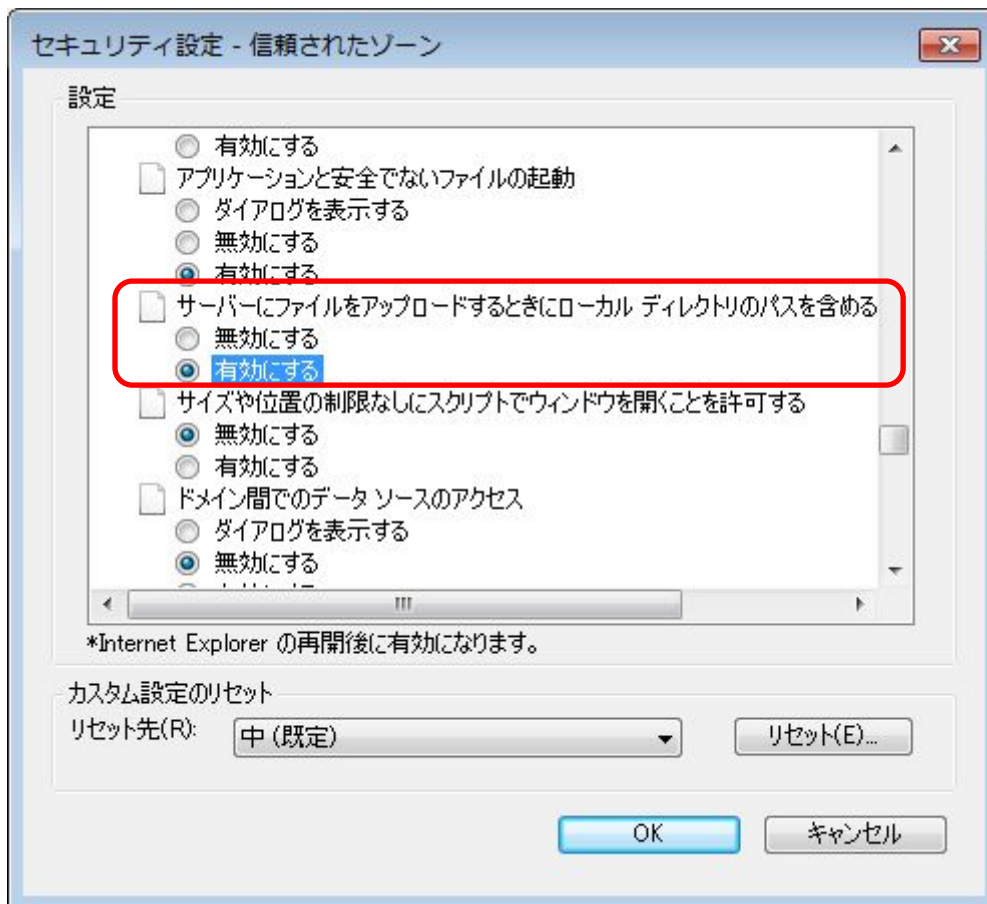 セキュリティ設定 - 信頼されたゾーン
設定
有効にする
アプリケーションと安全でないファイルの起動
ダイアログを表示する
無効にする
有効にする
サーバーにファイルをアップロードするときにローカル ディレクトリのパスを含める
無効にする
有効にする
サイズや位置の制限なしにスクリプトでウィンドウを開くことを許可する
無効にする
有効にする
ドメイン間でのデータ ソースのアクセス
ダイアログを表示する
無効にする
*Internet Explorer の再開後に有効になります。
カスタム設定のリセット
リセット先(R): 中 (既定) リセット(E)...
OK キャンセル